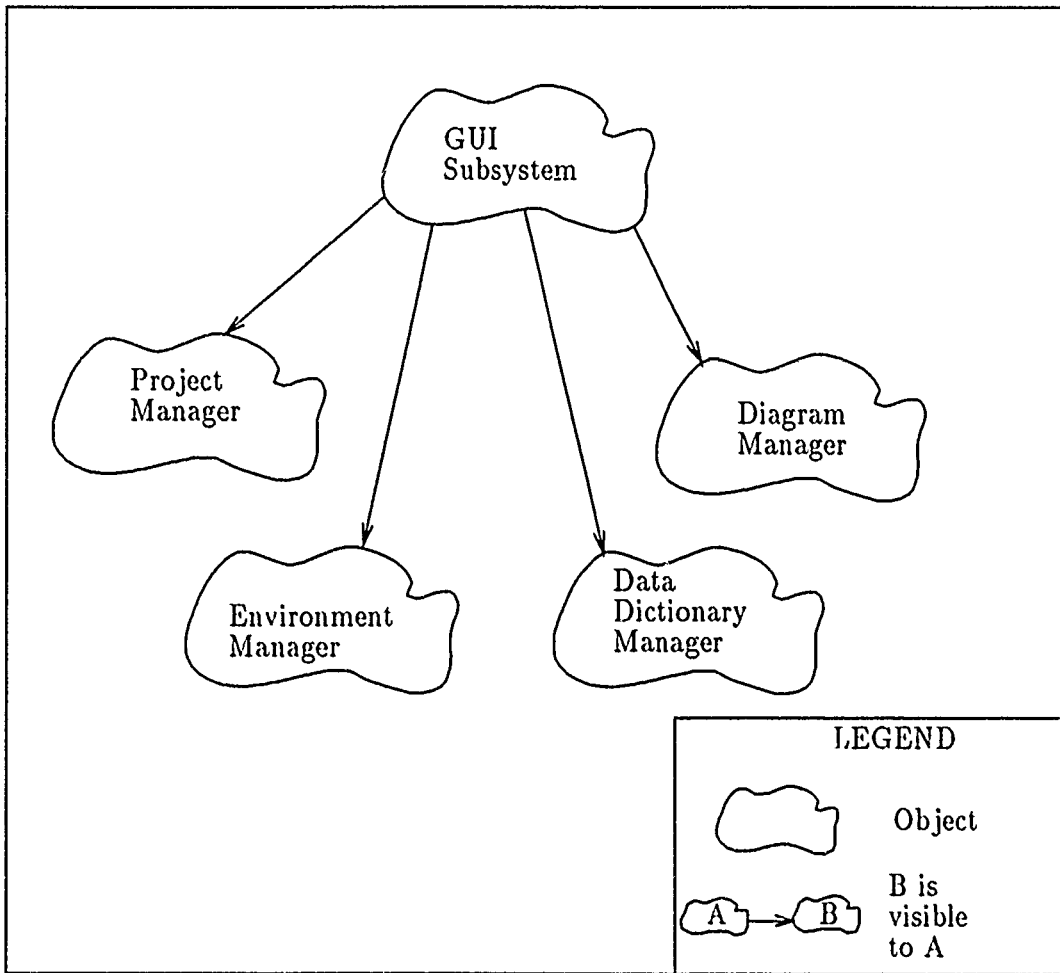 GUI
Subsystem
Project
Manager
Diagram
Manager
Environment
Manager
Data
Dictionary
Manager
LEGEND
Object
A
B
B is
visible
to A